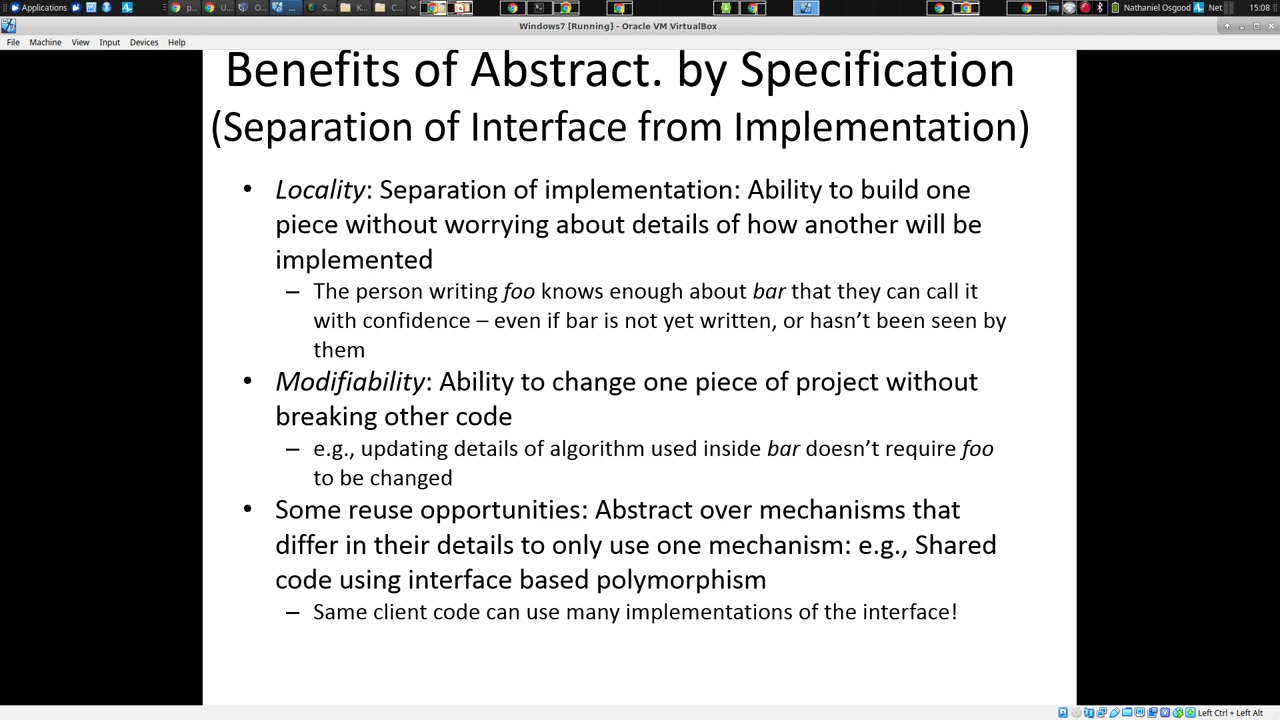 Applications
p...
U...
O...
...
S...
K...
C...
Nathaniel Osgood
Net
15:08
Windows7 [Running] - Oracle VM VirtualBox
File Machine View Input Devices Help
Benefits of Abstract. by Specification
(Separation of Interface from Implementation)
• Locality: Separation of implementation: Ability to build one
piece without worrying about details of how another will be
implemented
– The person writing foo knows enough about bar that they can call it
with confidence – even if bar is not yet written, or hasn’t been seen by
them
• Modifiability: Ability to change one piece of project without
breaking other code
– e.g., updating details of algorithm used inside bar doesn’t require foo
to be changed
• Some reuse opportunities: Abstract over mechanisms that
differ in their details to only use one mechanism: e.g., Shared
code using interface based polymorphism
– Same client code can use many implementations of the interface!
Left Ctrl + Left Alt